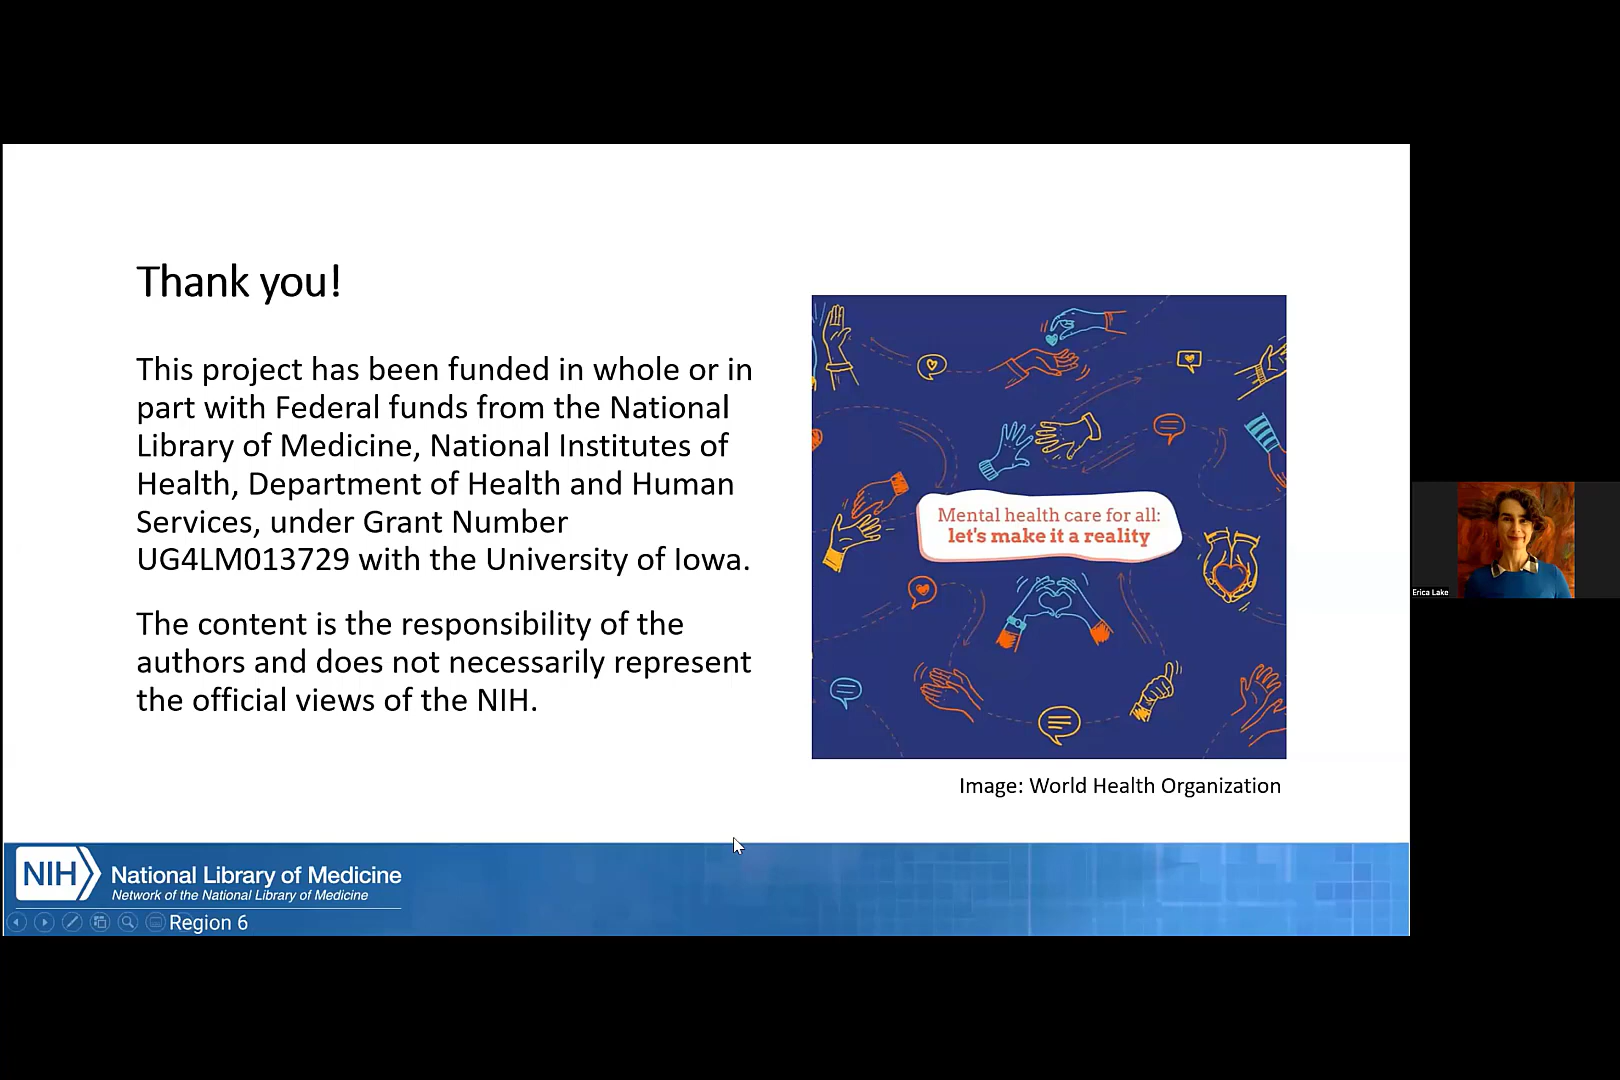 Thank you!
This project has been funded in whole or in
part with Federal funds from the National
Library of Medicine, National Institutes of
Health, Department of Health and Human
Services, under Grant Number
UG4LM013729 with the University of Iowa.
The content is the responsibility of the
authors and does not necessarily represent
the official views of the NIH.
Mental health care for all:
let's make it a reality
Image: World Health Organization
Erica Lake
NIH
National Library of Medicine
Network of the National Library of Medicine
Region 6